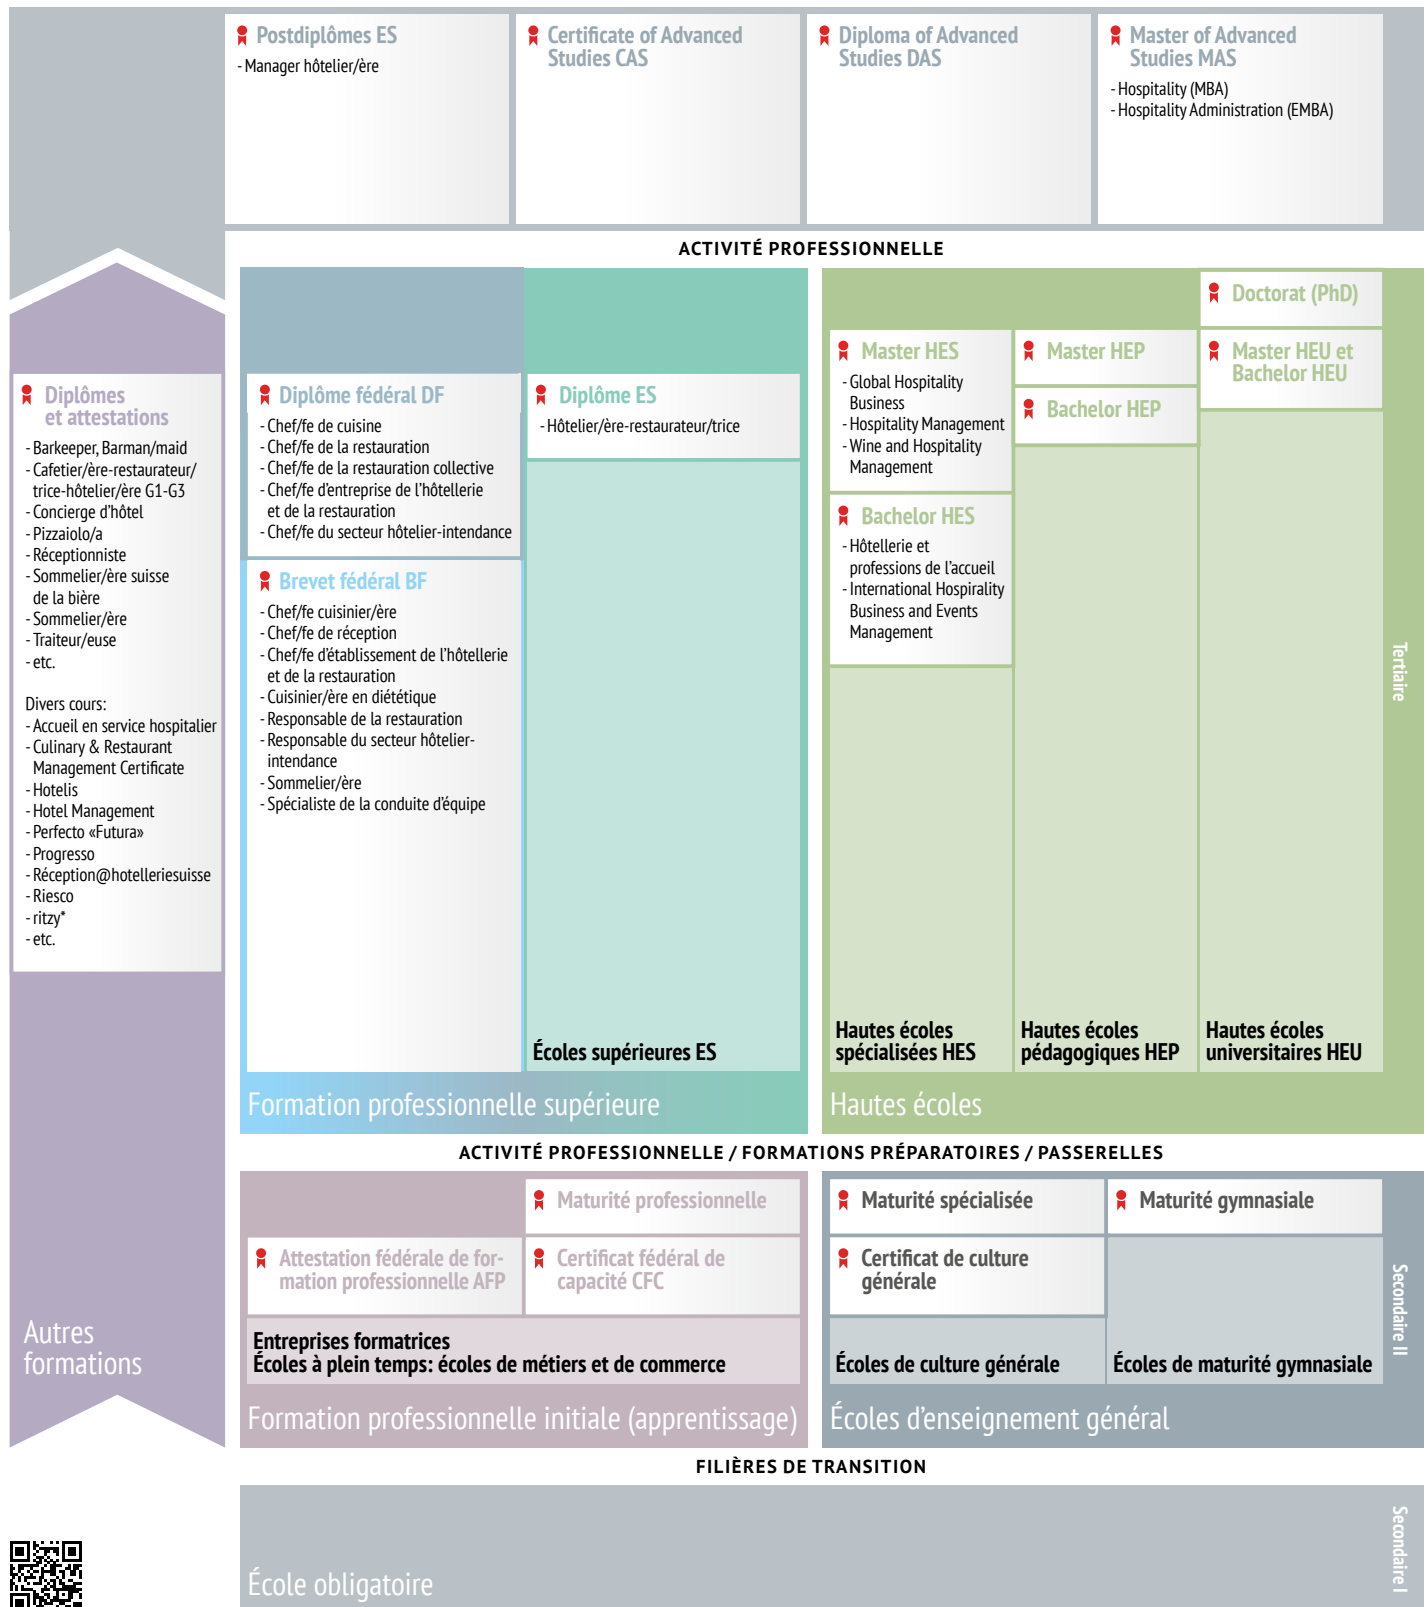 Postdiplômes ES
- Manager hôtelier/ère
Certificate of Advanced
Studies CAS
Diploma of Advanced
Studies DAS
Master of Advanced
Studies MAS
- Hospitality (MBA)
- Hospitality Administration (EMBA)
ACTIVITÉ PROFESSIONNELLE
Diplômes
et attestations
- Barkeeper, Barman/maid
- Cafetier/ère-restaurateur/
trice-hôtelier/ère G1-G3
- Concierge d'hôtel
- Pizzaiolo/a
- Réceptionniste
- Sommelier/ère suisse
de la bière
- Sommelier/ère
- Traiteur/euse
- etc.
Divers cours:
- Accueil en service hospitalier
- Culinary & Restaurant
Management Certificate
- Hotelis
- Hotel Management
- Perfecto «Futura»
- Progresso
- Réception@hotelleriesuisse
- Riesco
- ritzy*
- etc.
Autres
formations
Diplôme fédéral DF
- Chef/fe de cuisine
- Chef/fe de la restauration
- Chef/fe de la restauration collective
- Chef/fe d'entreprise de l'hôtellerie
et de la restauration
- Chef/fe du secteur hôtelier-intendance
Brevet fédéral BF
- Chef/fe cuisinier/ère
- Chef/fe de réception
- Chef/fe d'établissement de l'hôtellerie
et de la restauration
- Cuisinier/ère en diététique
- Responsable de la restauration
- Responsable du secteur hôtelier-
intendance
- Sommelier/ère
- Spécialiste de la conduite d'équipe
Diplôme ES
- Hôtelier/ère-restaurateur/trice
Écoles supérieures ES
Formation professionnelle supérieure
Master HES
- Global Hospitality
Business
- Hospitality Management
- Wine and Hospitality
Management
Bachelor HES
- Hôtellerie et
professions de l'accueil
- International Hospirality
Business and Events
Management
Hautes écoles
spécialisées HES
Master HEP
Bachelor HEP
Hautes écoles
pédagogiques HEP
Doctorat (PhD)
Master HEU et
Bachelor HEU
Hautes écoles
universitaires HEU
Hautes écoles
Tertiaire
ACTIVITÉ PROFESSIONNELLE / FORMATIONS PRÉPARATOIRES / PASSERELLES
Maturité professionnelle
Attestation fédérale de for-
mation professionnelle AFP
Certificat fédéral de
capacité CFC
Entreprises formatrices
Écoles à plein temps: écoles de métiers et de commerce
Formation professionnelle initiale (apprentissage)
Maturité spécialisée
Certificat de culture
générale
Écoles de culture générale
Maturité gymnasiale
Écoles de maturité gymnasiale
Écoles d'enseignement général
Secondaire II
FILIÈRES DE TRANSITION
École obligatoire
Secondaire I